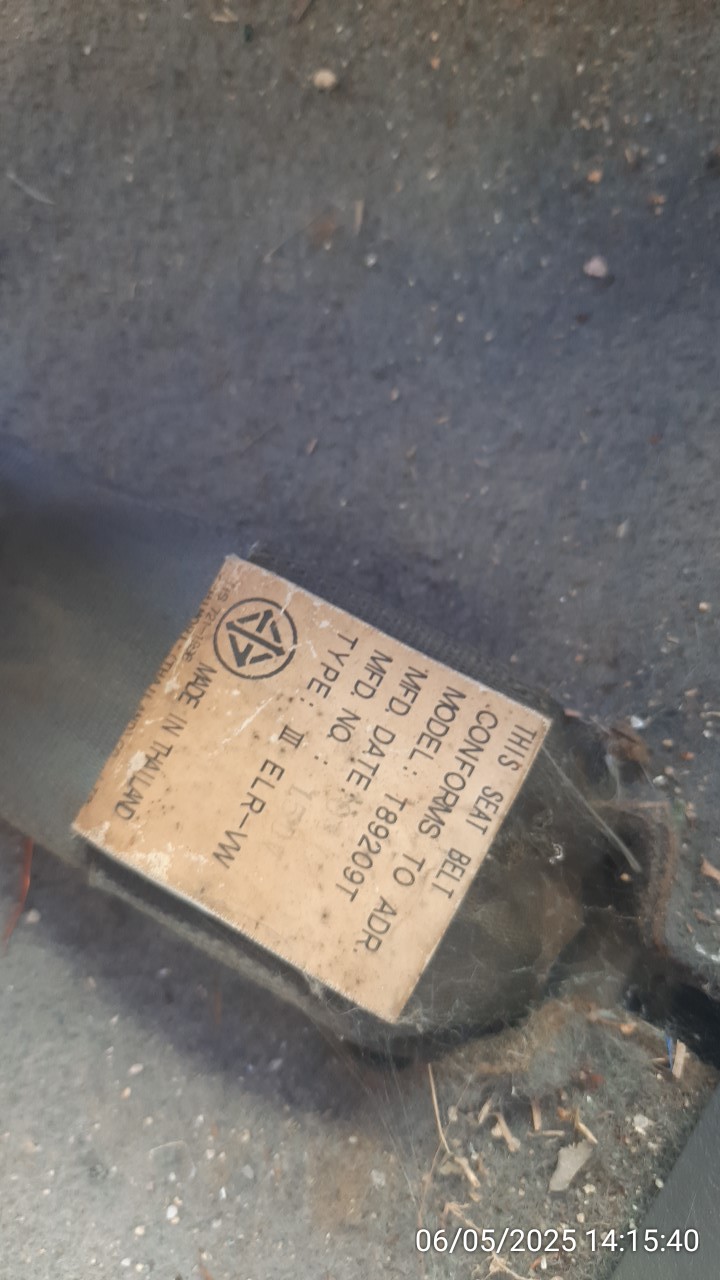 THIS SEAT BELT
CONFORMS TO ADR.
MODEL : T89209T
MFD. DATE:
MFD. NO. :
TYPE : III ELR-VW
MADE IN THAILAND
06/05/2025 14:15:40